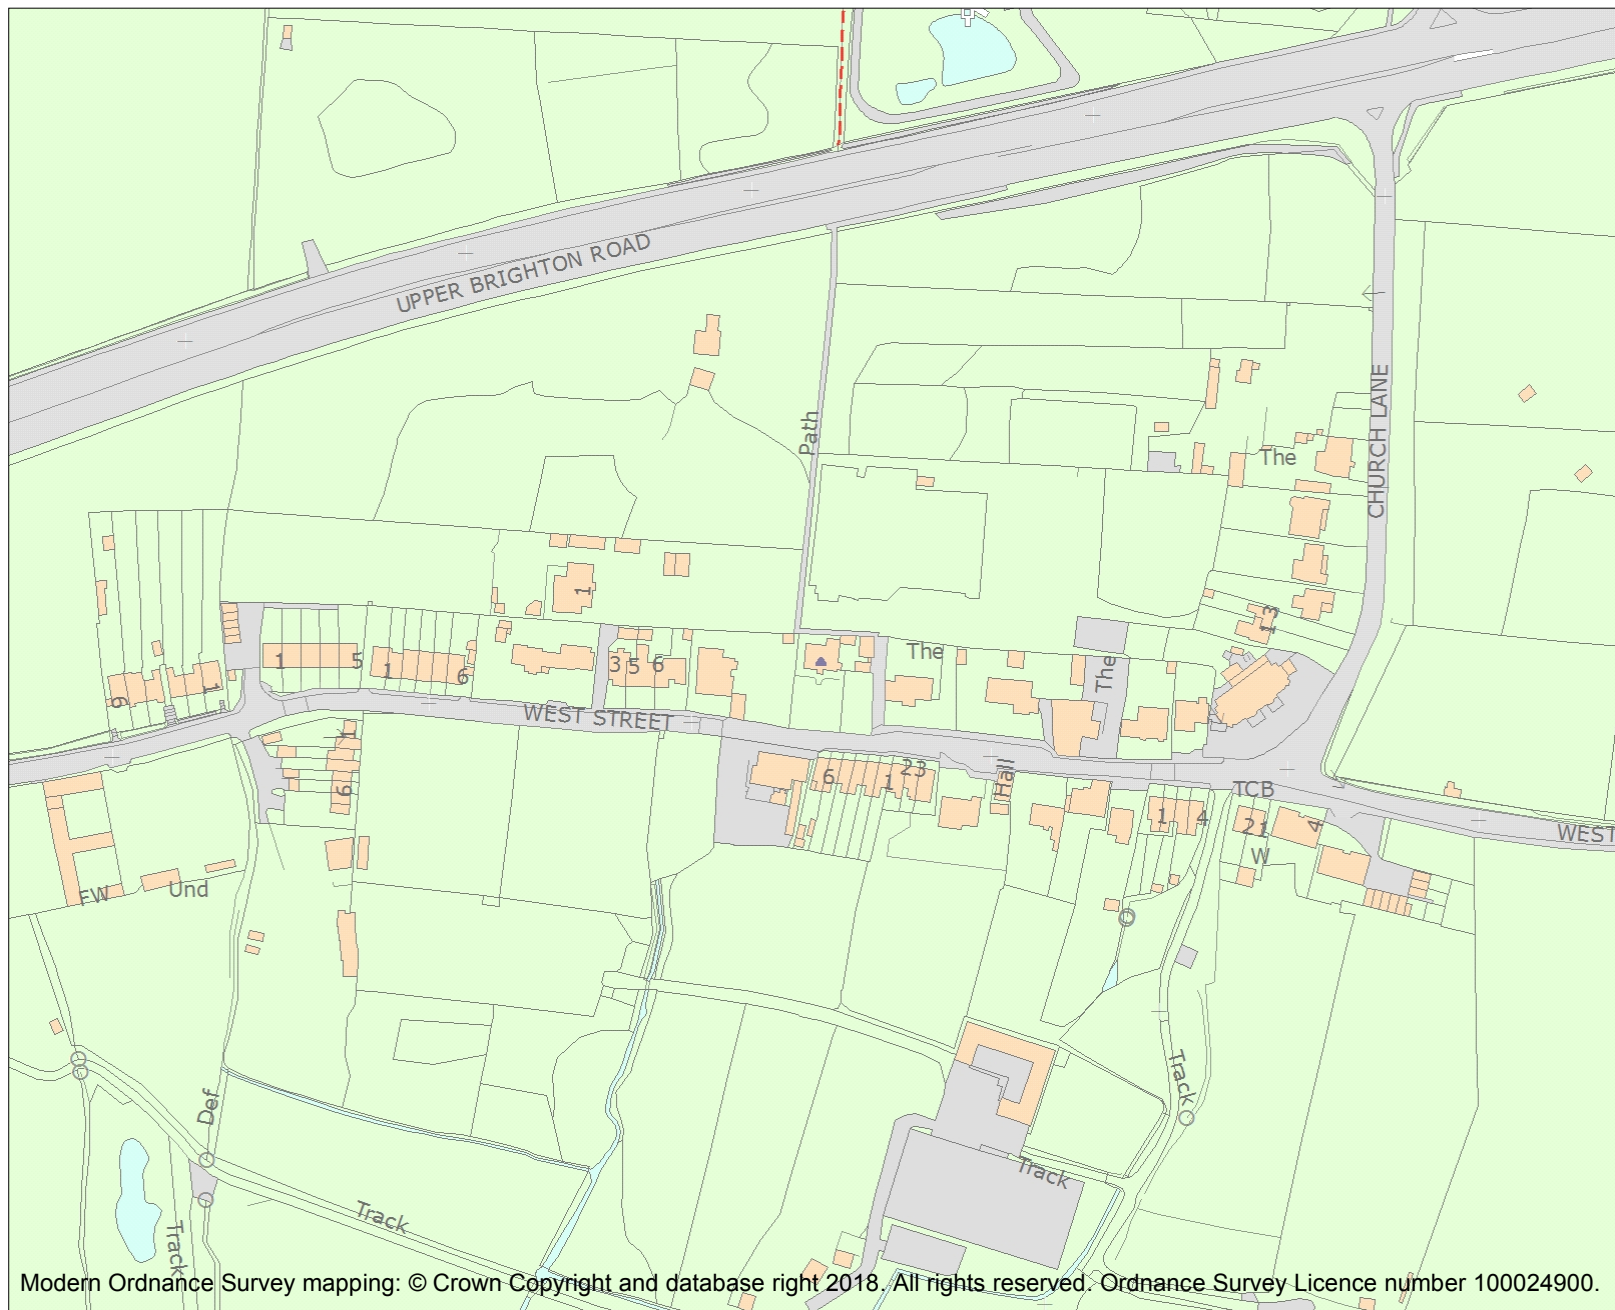 UPPER BRIGHTON ROAD
CHURCH LANE
Path
The
1
13
1
5
1
6
3
5
6
The
The
6
1
WEST STREET
1
6
6
1
23
Hall
TCB
1
4
21
4
WEST
W
FW
Und
Def
Track
Track
Track
Track
Modern Ordnance Survey mapping: © Crown Copyright and database right 2018. All rights reserved. Ordnance Survey Licence number 100024900.